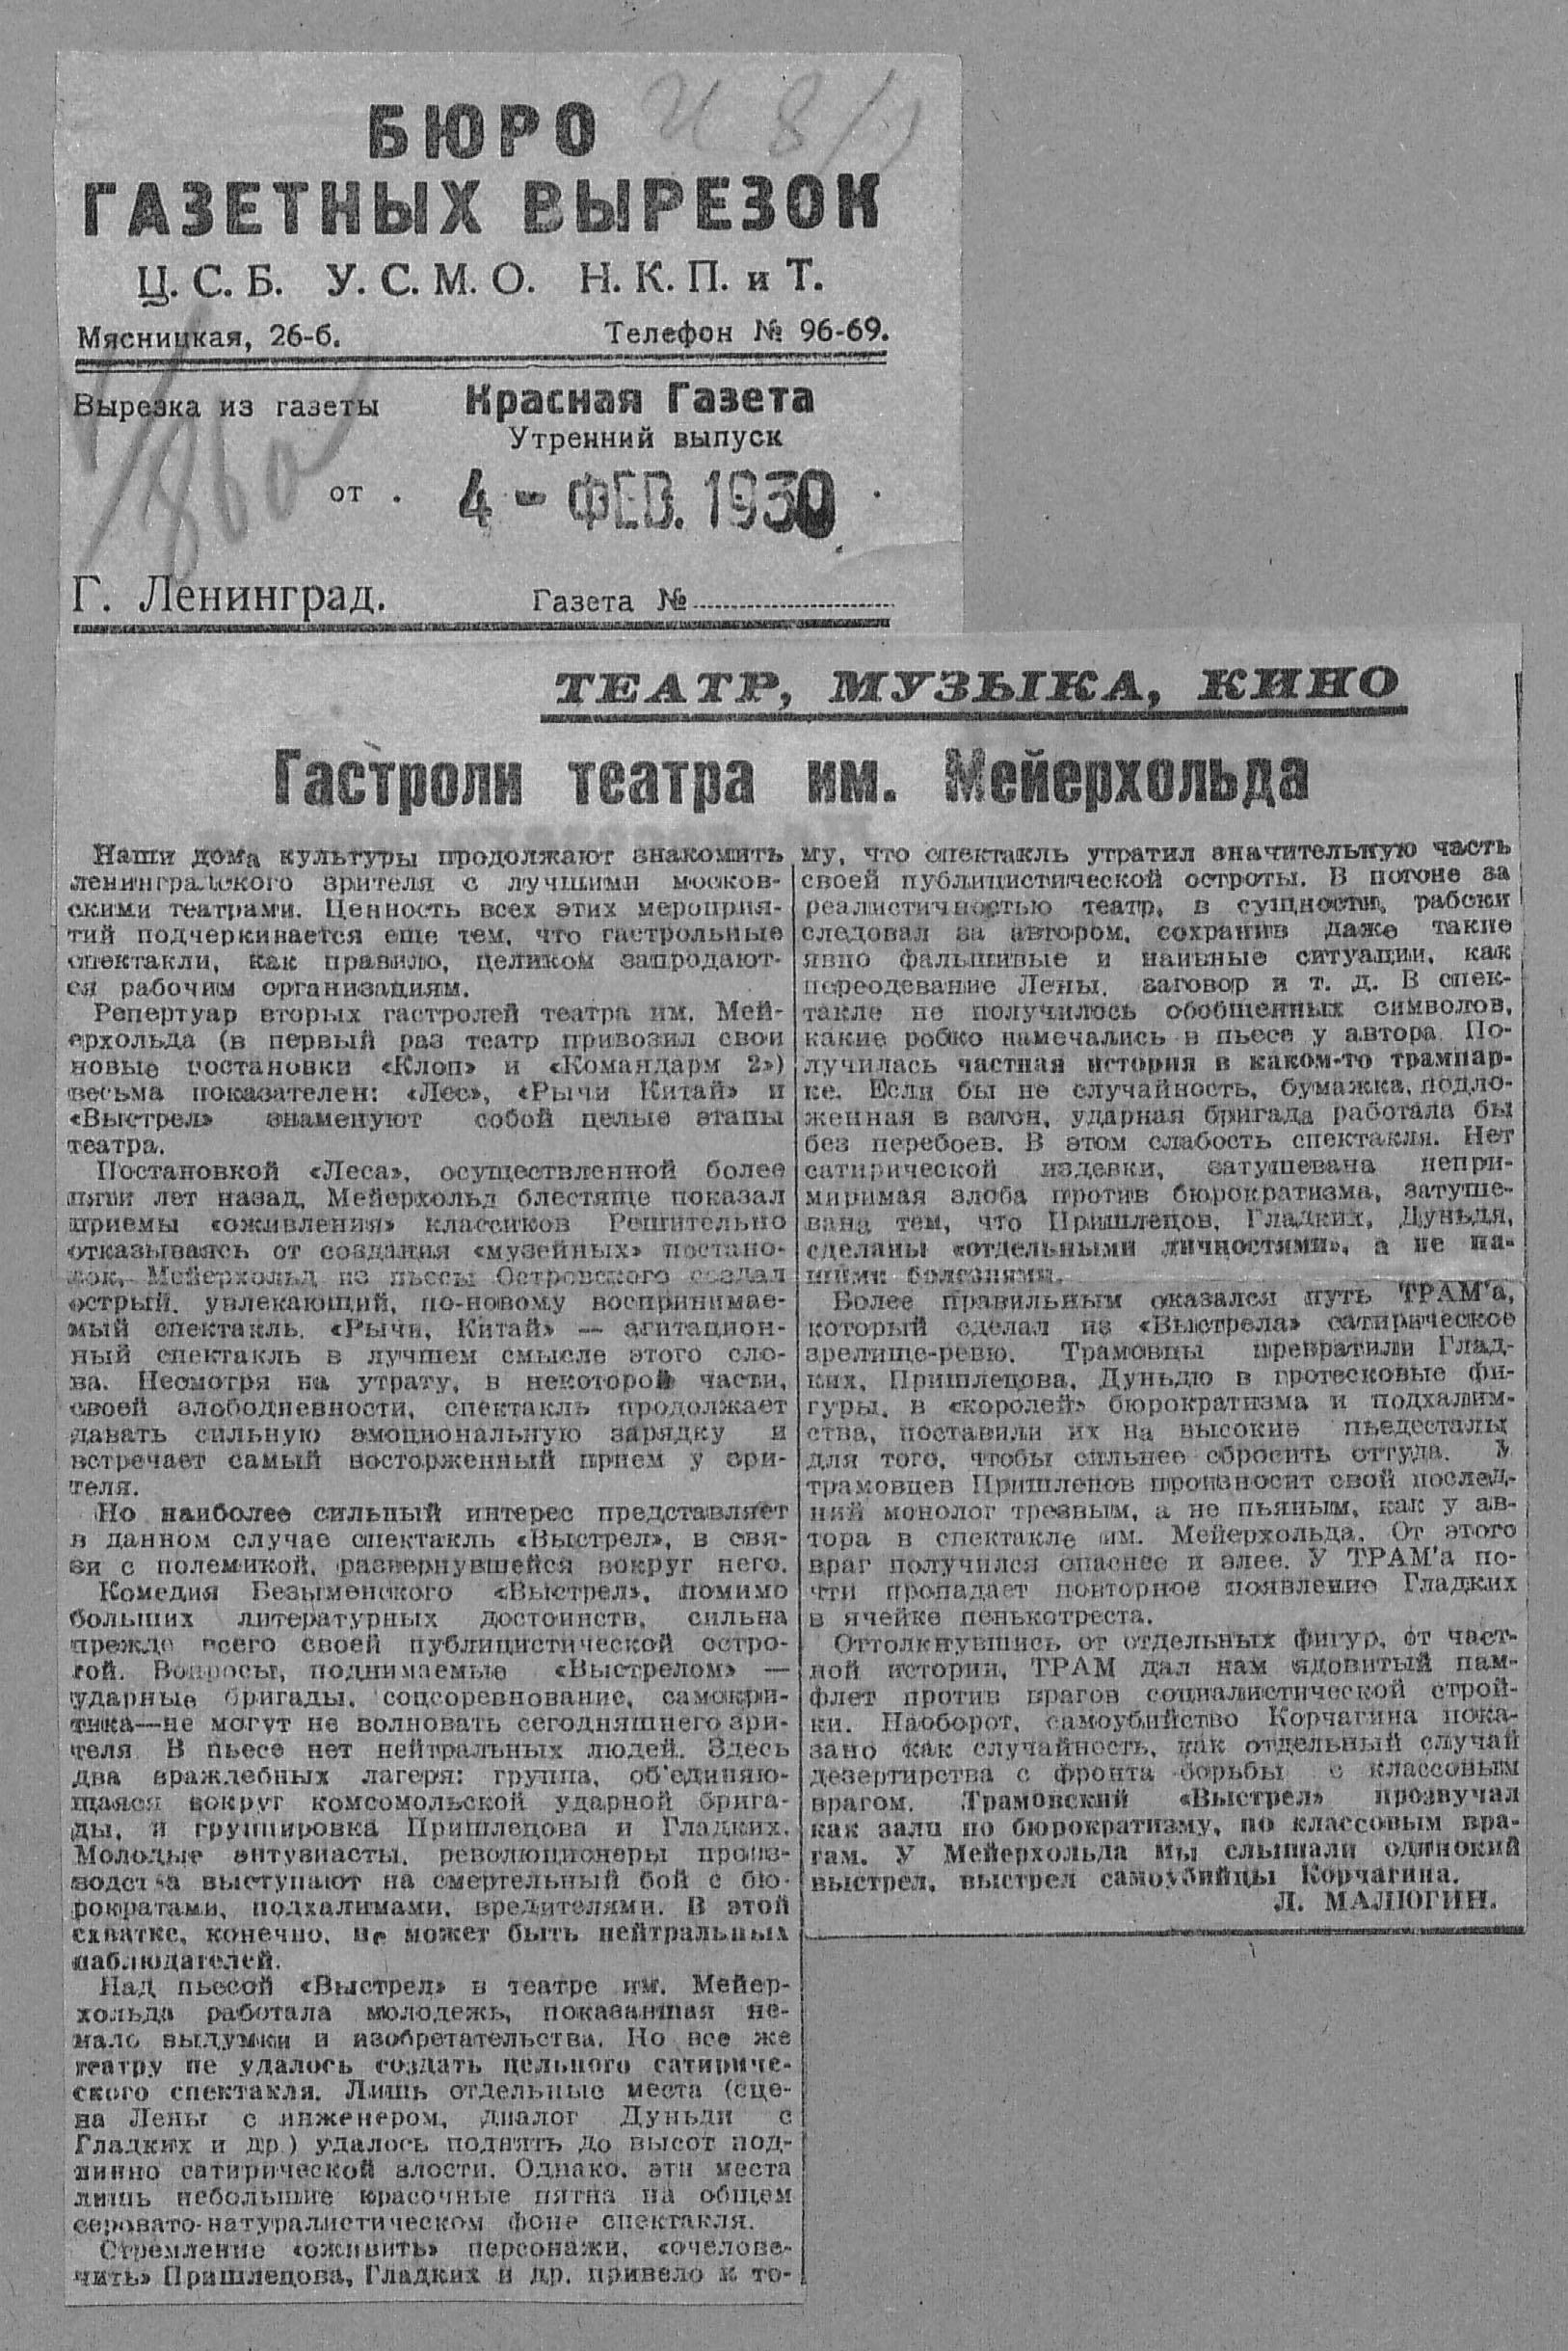 БЮРО
ГАЗЕТНЫХ ВЫРЕЗОК
Ц. С. Б. У. С. М. О. Н. К. П. и Т.
Мясницкая, 26-б. Телефон № 96-69.
Вырезка из газеты Красная Газета
Утренний выпуск
от . 4 - ФЕВ. 1930
Г. Ленинград. Газета №
ТЕАТР, МУЗЫКА, КИНО
Гастроли театра им. Мейерхольда
Наши дома культуры продолжают знакомить
ленинградского зрителя с лучшими москов-
скими театрами. Ценность всех этих мероприя-
тий подчеркивается еще тем, что гастрольные
спектакли, как правило, целиком запродают-
ся рабочим организациям.
Репертуар вторых гастролей театра им. Мей-
ерхольда (в первый раз театр привозил свои
новые постановки «Клоп» и «Командарм 2»)
весьма показателен: «Лес», «Рычи Китай» и
«Выстрел» знаменуют собой целые этапы
театра.
Постановкой «Леса», осуществленной более
пяти лет назад, Мейерхольд блестяще показал
приемы «оживления» классиков Решительно
отказываясь от создания «музейных» постано-
вок, Мейерхольд из пьесы Островского создал
острый, увлекающий, по-новому воспринимае-
мый спектакль. «Рычи, Китай» — агитацион-
ный спектакль в лучшем смысле этого сло-
ва. Несмотря на утрату, в некоторой части,
своей злободневности, спектакль продолжает
давать сильную эмоциональную зарядку и
встречает самый восторженный прием у зри-
теля.
Но наиболее сильный интерес представляет
в данном случае спектакль «Выстрел», в свя-
зи с полемикой, развернувшейся вокруг него.
Комедия Безыменского «Выстрел», помимо
больших литературных достоинств, сильна
прежде всего своей публицистической остро-
той. Вопросы, поднимаемые «Выстрелом» —
ударные бригады, соцсоревнование, самокри-
тика—не могут не волновать сегодняшнего зри-
теля В пьесе нет нейтральных людей. Здесь
два враждебных лагеря: группа, об'единяю-
щаяся вокруг комсомольской ударной брига-
ды, и группировка Пришлецова и Гладких.
Молодые энтузиасты, революционеры произ-
водства выступают на смертельный бой с бю-
рократами, подхалимами, вредителями. В этой
схватке, конечно, не может быть нейтральных
наблюдателей.
Над пьесой «Выстрел» в театре им. Мейер-
хольда работала молодежь, показавшая не-
мало выдумки и изобретательства. Но все же
театру не удалось создать цельного сатириче-
ского спектакля. Лишь отдельные места (сце-
на Лены с инженером, диалог Дуньди с
Гладких и др.) удалось поднять до высот под-
линно сатирической злости. Однако, эти места
лишь небольшие красочные пятна на общем
серовато-натуралистическом фоне спектакля.
Стремление «оживить» персонажи, «очелове-
чить» Пришлецова, Гладких и др. привело к то-
му, что спектакль утратил значительную часть
своей публицистической остроты. В погоне за
реалистичностью театр, в сущности, рабски
следовал за автором, сохранив даже такие
явно фальшивые и наивные ситуации, как
переодевание Лены, заговор и т. д. В спек-
такле не получилось обобщенных символов,
какие робко намечались в пьесе у автора. По-
лучилась частная история в каком-то трампар-
ке. Если бы не случайность, бумажка, подло-
женная в вагон, ударная бригада работала бы
без перебоев. В этом слабость спектакля. Нет
сатирической издевки, затушевана непри-
миримая злоба против бюрократизма, затуше-
вана тем, что Пришлецов, Гладких, Дуньдя,
сделаны «отдельными личностями», а не на-
шими болезнями.
Более правильным оказался путь ТРАМ'а,
который сделал из «Выстрела» сатирическое
зрелище-ревю. Трамовцы превратили Глад-
ких, Пришлецова, Дуньдю в гротесковые фи-
гуры, в «королей» бюрократизма и подхалим-
ства, поставили их на высокие пьедесталы
для того, чтобы сильнее сбросить оттуда. У
трамовцев Пришлецов произносит свой послед-
ний монолог трезвым, а не пьяным, как у ав-
тора в спектакле им. Мейерхольда. От этого
враг получился опаснее и злее. У ТРАМ'а по-
чти пропадает повторное появление Гладких
в ячейке пенькотреста.
Оттолкнувшись от отдельных фигур, от част-
ной истории, ТРАМ дал нам ядовитый пам-
флет против врагов социалистической строй-
ки. Наоборот, самоубийство Корчагина пока-
зано как случайность, как отдельный случай
дезертирства с фронта борьбы с классовым
врагом. Трамовский «Выстрел» прозвучал
как залп по бюрократизму, по классовым вра-
гам. У Мейерхольда мы слышали одинокий
выстрел, выстрел самоубийцы Корчагина.
Л. МАЛЮГИН.